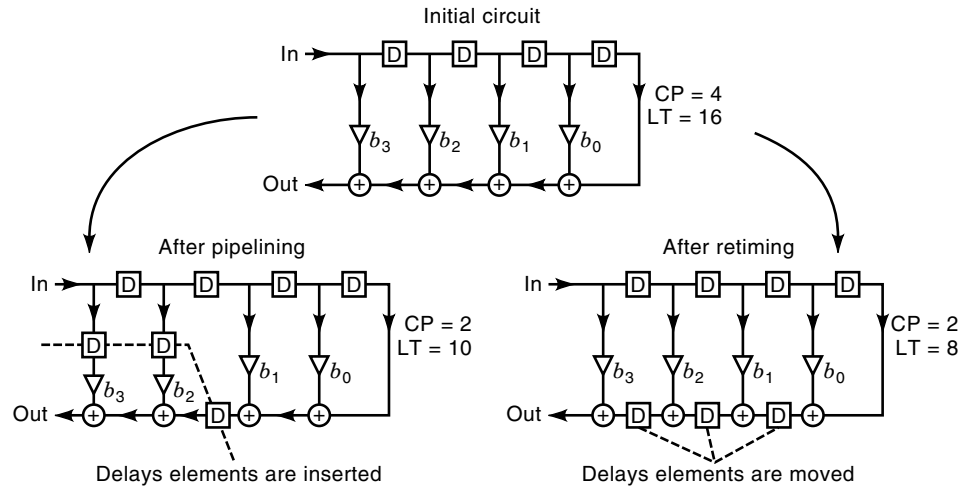 Initial circuit
In D D D D
CP = 4
LT = 16
b3 b2 b1 b0
Out + + + +
After pipelining
In D D D D
CP = 2
LT = 10
D D
b3 b2 b1 b0
Out + + D + +
Delays elements are inserted
After retiming
In D D D D
CP = 2
LT = 8
b3 b2 b1 b0
Out + D + D + D +
Delays elements are moved